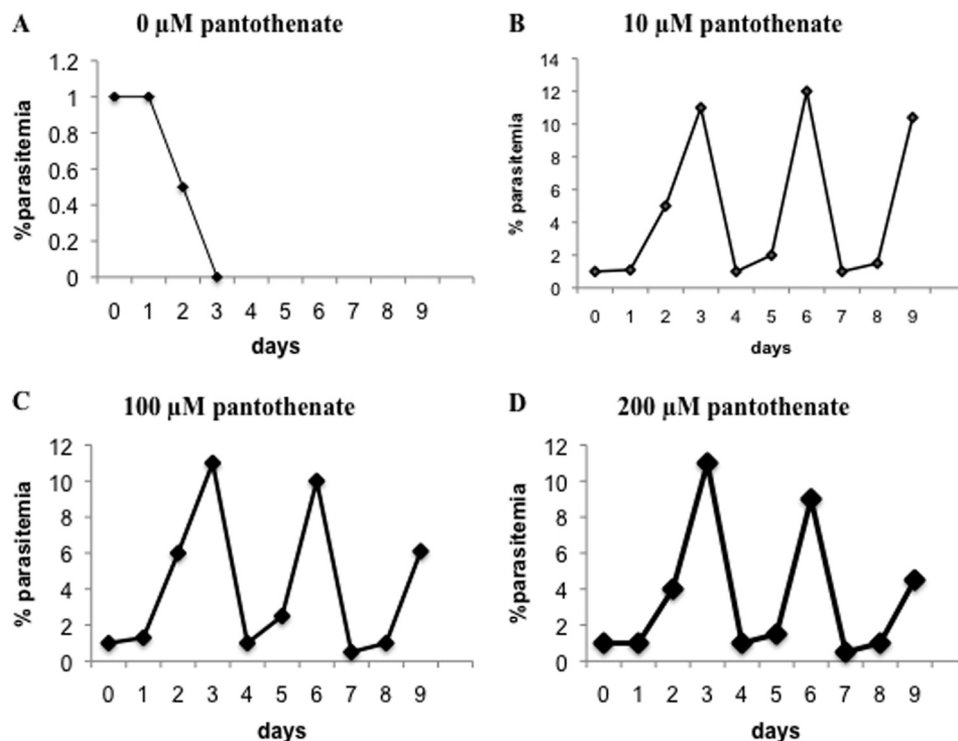 A
0 µM pantothenate
1.2
1
0.8
0.6
0.4
0.2
0
%parasitemia
0 1 2 3 4 5 6 7 8 9
days
B
10 µM pantothenate
14
12
10
8
6
4
2
0
% parasitemia
0 1 2 3 4 5 6 7 8 9
days
C
100 µM pantothenate
12
10
8
6
4
2
0
% parasitemia
0 1 2 3 4 5 6 7 8 9
days
D
200 µM pantothenate
12
10
8
6
4
2
0
%parasitemia
0 1 2 3 4 5 6 7 8 9
days